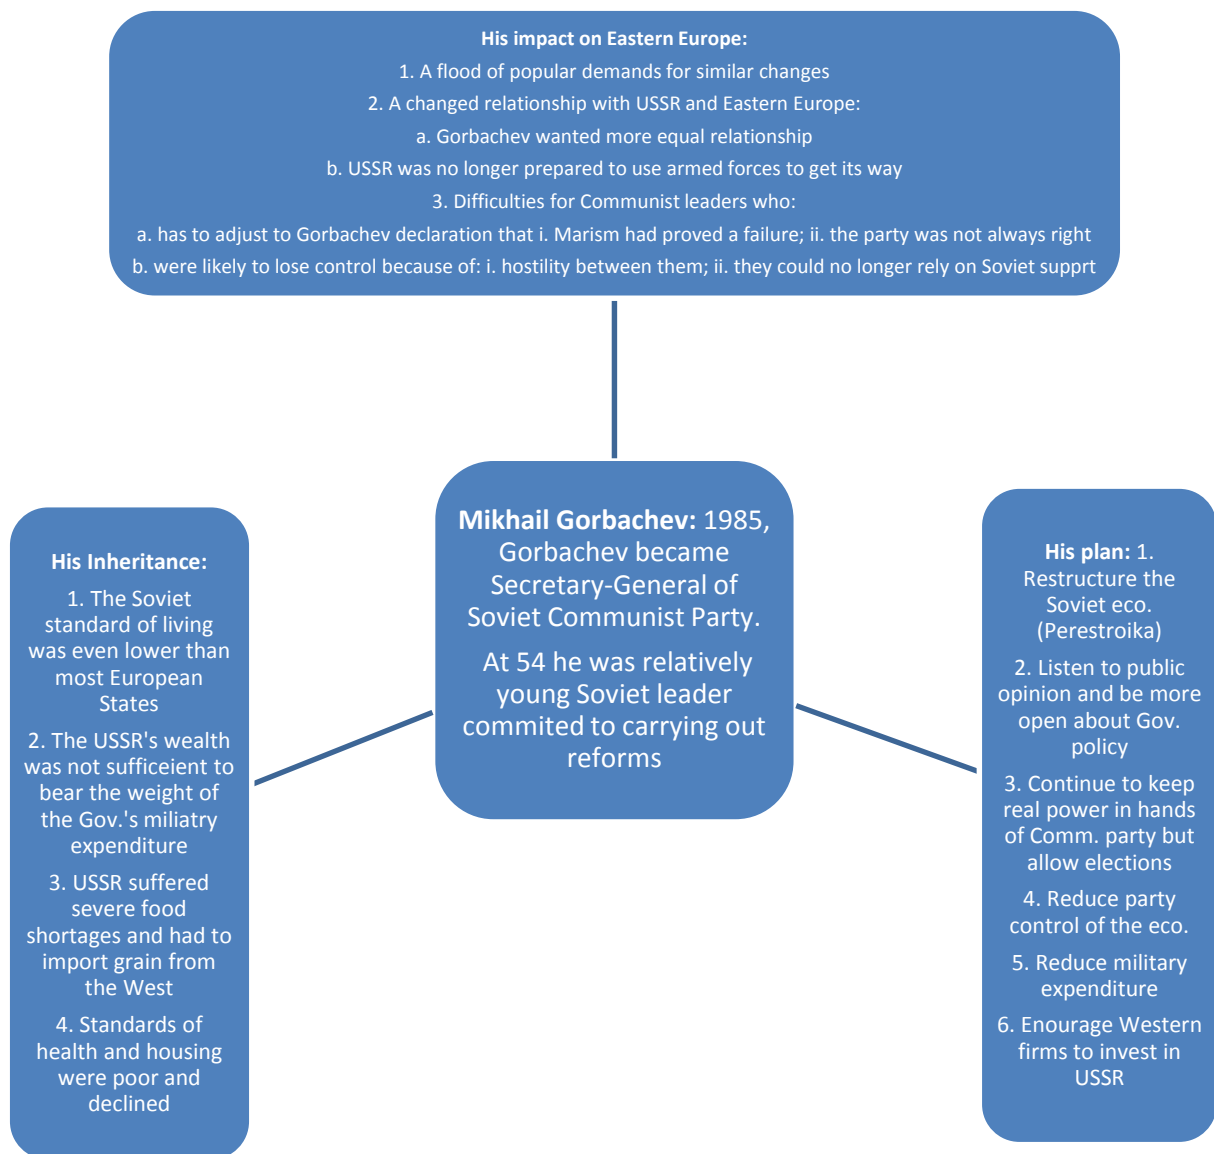 His impact on Eastern Europe:
1. A flood of popular demands for similar changes
2. A changed relationship with USSR and Eastern Europe:
a. Gorbachev wanted more equal relationship
b. USSR was no longer prepared to use armed forces to get its way
3. Difficulties for Communist leaders who:
a. has to adjust to Gorbachev declaration that i. Marism had proved a failure; ii. the party was not always right
b. were likely to lose control because of: i. hostility between them; ii. they could no longer rely on Soviet supprt
Mikhail Gorbachev: 1985,
Gorbachev became
Secretary-General of
Soviet Communist Party.
At 54 he was relatively
young Soviet leader
commited to carrying out
reforms
His Inheritance:
1. The Soviet
standard of living
was even lower than
most European
States
2. The USSR's wealth
was not sufficeient to
bear the weight of
the Gov.'s miliatry
expenditure
3. USSR suffered
severe food
shortages and had to
import grain from
the West
4. Standards of
health and housing
were poor and
declined
His plan: 1.
Restructure the
Soviet eco.
(Perestroika)
2. Listen to public
opinion and be more
open about Gov.
policy
3. Continue to keep
real power in hands
of Comm. party but
allow elections
4. Reduce party
control of the eco.
5. Reduce military
expenditure
6. Enourage Western
firms to invest in
USSR